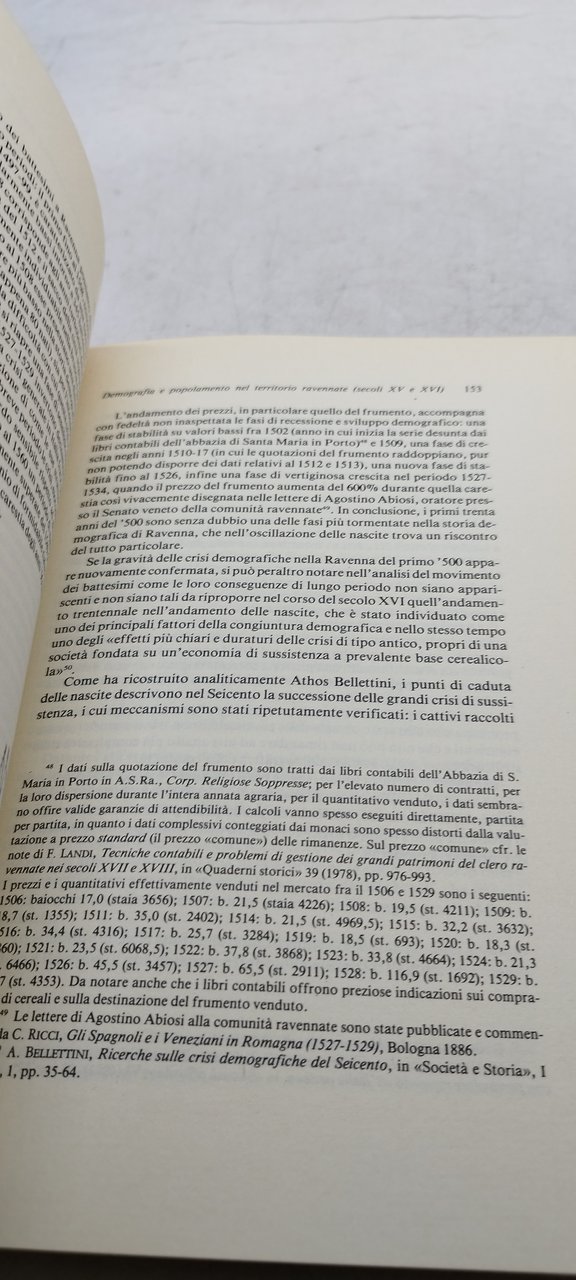 Demografia e popolamento nel territorio ravennate (secoli XV e XVI) 153
L'andamento dei prezzi, in particolare quello del frumento, accompagna
con fedeltà non inaspettata le fasi di recessione e sviluppo demografico: una
fase di stabilità su valori bassi fra 1502 (anno in cui inizia la serie desunta dai
libri contabili dell'abbazia di Santa Maria in Porto)⁴⁸ e 1509, una fase di cre-
scita negli anni 1510-17 (in cui le quotazioni del frumento raddoppiano, pur
non potendo disporre dei dati relativi al 1512 e 1513), una nuova fase di sta-
bilità fino al 1526, infine una fase di vertiginosa crescita nel periodo 1527-
1534, quando il prezzo del frumento aumenta del 600% durante quella care-
stia così vivacemente disegnata nelle lettere di Agostino Abiosi, oratore pres-
so il Senato veneto della comunità ravennate⁴⁹. In conclusione, i primi trenta
anni del '500 sono senza dubbio una delle fasi più tormentate nella storia de-
mografica di Ravenna, che nell'oscillazione delle nascite trova un riscontro
del tutto particolare.
Se la gravità delle crisi demografiche nella Ravenna del primo '500 appa-
re nuovamente confermata, si può peraltro notare nell'analisi del movimento
dei battesimi come le loro conseguenze di lungo periodo non siano appari-
scenti e non siano tali da riproporre nel corso del secolo XVI quell'andamen-
to trentennale nell'andamento delle nascite, che è stato individuato come
uno dei principali fattori della congiuntura demografica e nello stesso tempo
uno degli «effetti più chiari e duraturi delle crisi di tipo antico, propri di una
società fondata su un'economia di sussistenza a prevalente base cerealico-
la»⁵⁰
Come ha ricostruito analiticamente Athos Bellettini, i punti di caduta
delle nascite descrivono nel Seicento la successione delle grandi crisi di sussi-
stenza, i cui meccanismi sono stati ripetutamente verificati: i cattivi raccolti
⁴⁸ I dati sulla quotazione del frumento sono tratti dai libri contabili dell'Abbazia di S.
Maria in Porto in A.S.Ra., Corp. Religiose Soppresse; per l'elevato numero di contratti, per
la loro dispersione durante l'intera annata agraria, per il quantitativo venduto, i dati sembra-
no offire valide garanzie di attendibilità. I calcoli vanno spesso eseguiti direttamente, partita
per partita, in quanto i dati complessivi conteggiati dai monaci sono spesso distorti dalla valu-
tazione a prezzo standard (il prezzo «comune») delle rimanenze. Sul prezzo «comune» cfr. le
note di F. LANDI, Tecniche contabili e problemi di gestione dei grandi patrimoni del clero ra-
vennate nei secoli XVII e XVIII, in «Quaderni storici» 39 (1978), pp. 976-993.
I prezzi e i quantitativi effettivamente venduti nel mercato fra il 1506 e 1529 sono i seguenti:
1506: baiocchi 17,0 (staia 3656); 1507: b. 21,5 (staia 4226); 1508: b. 19,5 (st. 4211); 1509: b.
8,7 (st. 1355); 1511: b. 35,0 (st. 2402); 1514: b. 21,5 (st. 4969,5); 1515: b. 32,2 (st. 3632);
516: b. 34,4 (st. 4316); 1517: b. 25,7 (st. 3284); 1519: b. 18,5 (st. 693); 1520: b. 18,3 (st.
60); 1521: b. 23,5 (st. 6068,5); 1522: b. 37,8 (st. 3868); 1523: b. 33,8 (st. 4664); 1524: b. 21,3
6466); 1526: b. 45,5 (st. 3457); 1527: b. 65,5 (st. 2911); 1528: b. 116,9 (st. 1692); 1529: b.
7 (st. 4353). Da notare anche che i libri contabili offrono preziose indicazioni sui compra-
di cereali e sulla destinazione del frumento venduto.
⁴⁹ Le lettere di Agostino Abiosi alla comunità ravennate sono state pubblicate e commen-
da C. RICCI, Gli Spagnoli e i Veneziani in Romagna (1527-1529), Bologna 1886.
A. BELLETTINI, Ricerche sulle crisi demografiche del Seicento, in «Società e Storia», I
, 1, pp. 35-64.